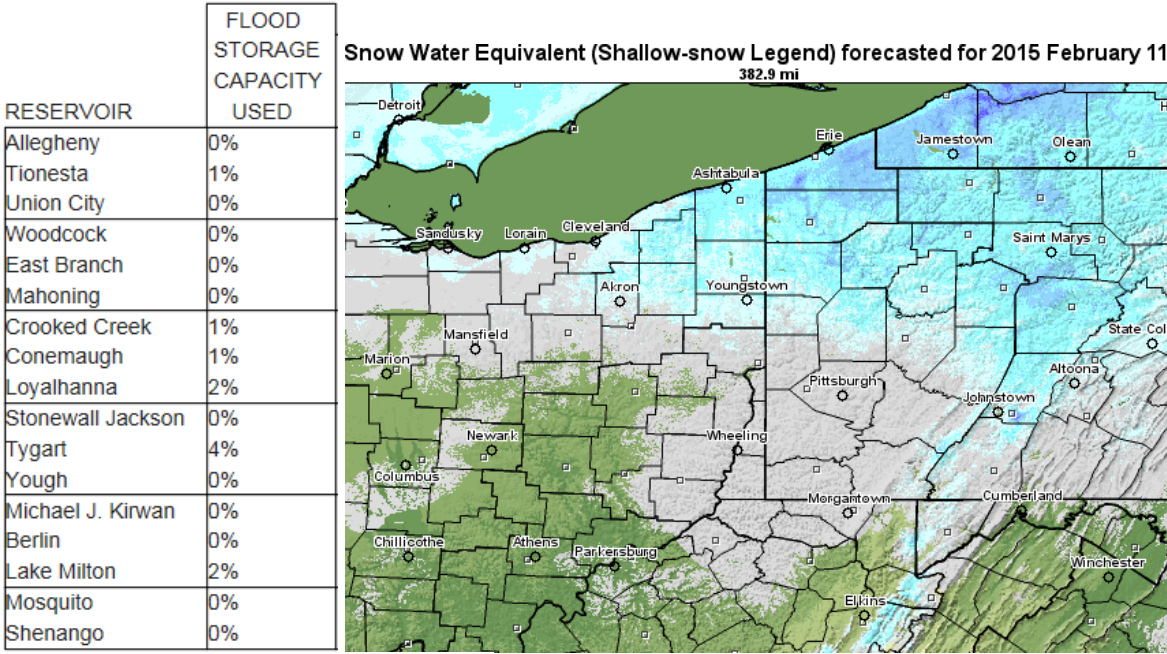 FLOOD
STORAGE
CAPACITY
RESERVOIR USED
Allegheny 0%
Tionesta 1%
Union City 0%
Woodcock 0%
East Branch 0%
Mahoning 0%
Crooked Creek 1%
Conemaugh 1%
Loyalhanna 2%
Stonewall Jackson 0%
Tygart 4%
Yough 0%
Michael J. Kirwan 0%
Berlin 0%
Lake Milton 2%
Mosquito 0%
Shenango 0%
Snow Water Equivalent (Shallow-snow Legend) forecasted for 2015 February 11
382.9 mi
Detroit
H
Erie
Jamestown
Olean
Ashtabula
Sandusky
Lorain
Cleveland
Saint Marys
Akron
Youngstown
Mansfield
State Col
Marion
Altoona
Pittsburgh
Johnstown
Newark
Wheeling
Columbus
Morgantown
Cumberland
Chillicothe
Athens
Parkersburg
Winchester
Elkins